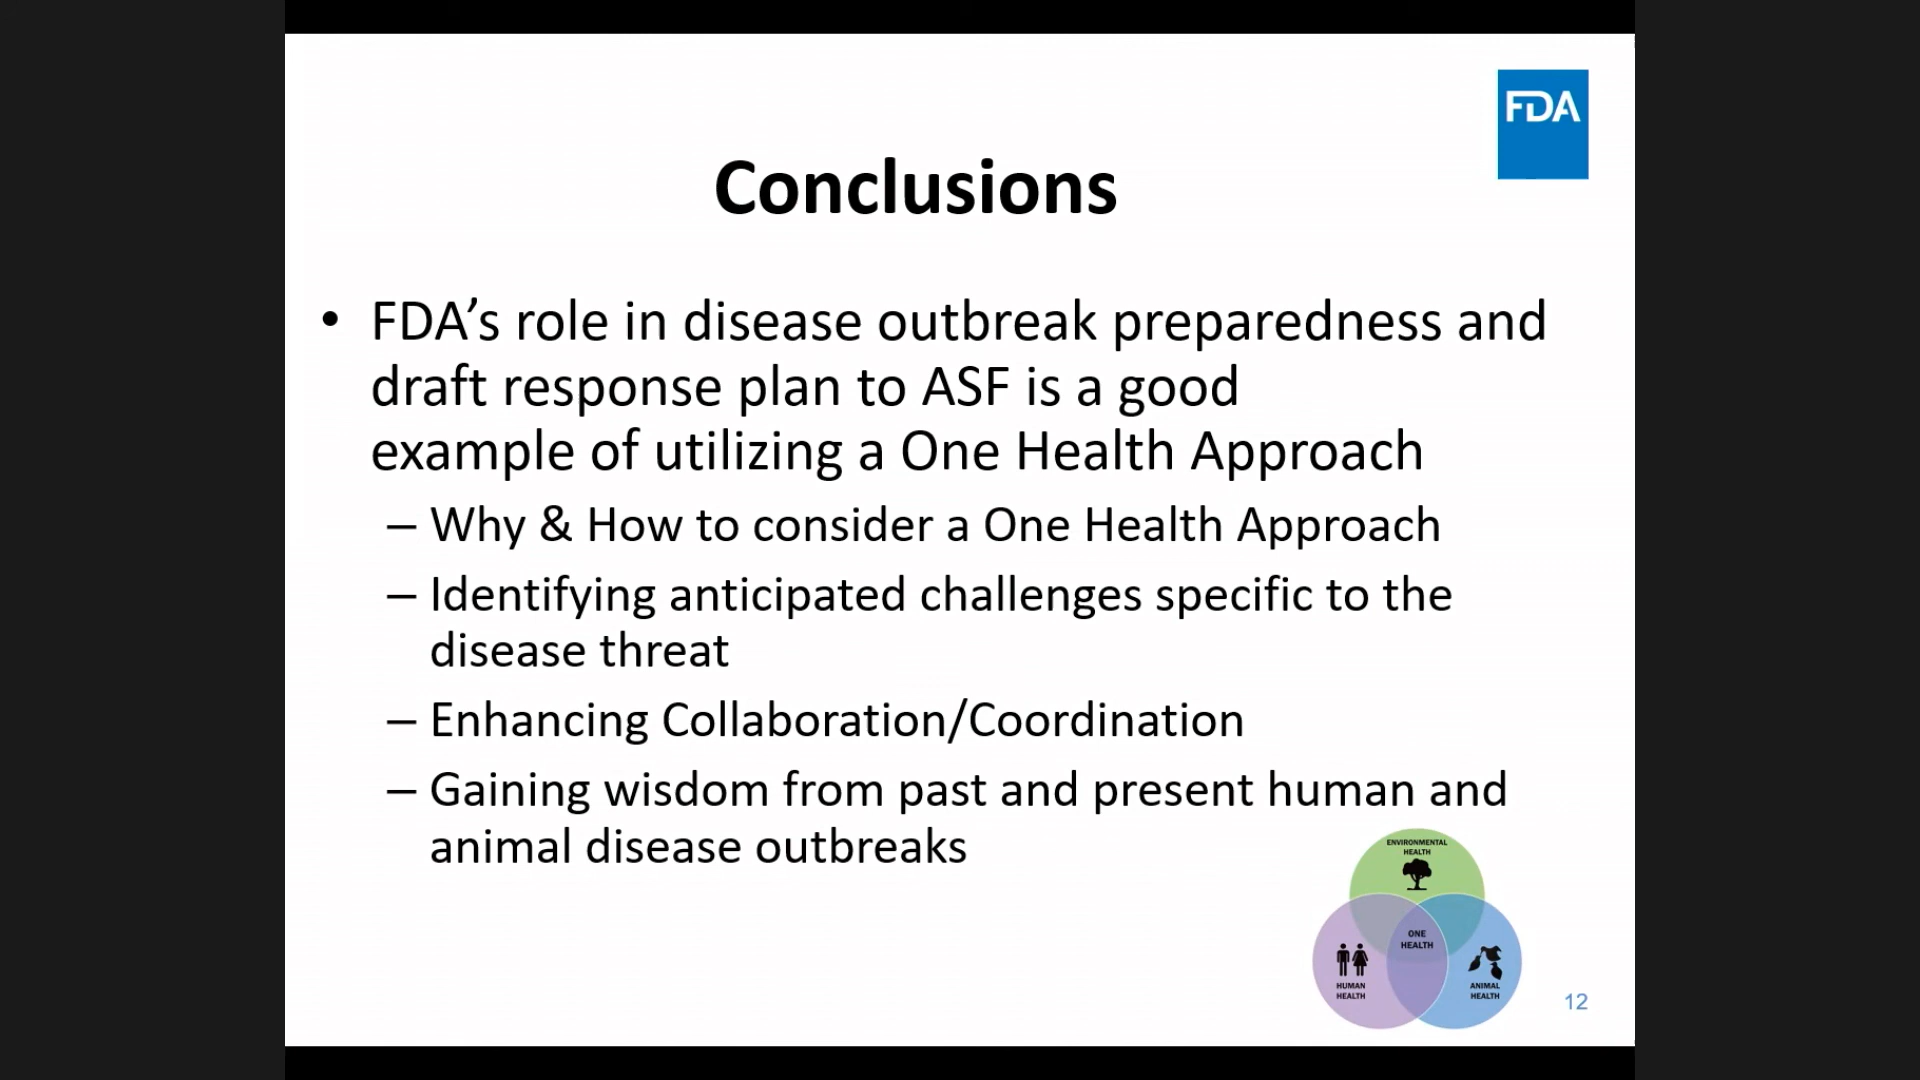 FDA
Conclusions
• FDA’s role in disease outbreak preparedness and
draft response plan to ASF is a good
example of utilizing a One Health Approach
– Why & How to consider a One Health Approach
– Identifying anticipated challenges specific to the
disease threat
– Enhancing Collaboration/Coordination
– Gaining wisdom from past and present human and
animal disease outbreaks
ENVIRONMENTAL
HEALTH
ONE
HEALTH
HUMAN
HEALTH
ANIMAL
HEALTH
12